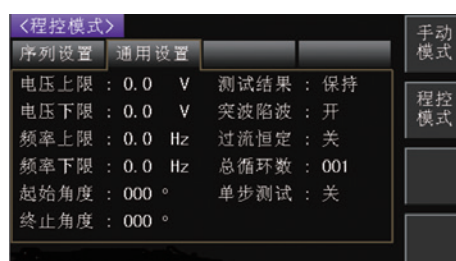 <程控模式>
序列设置 通用设置
电压上限 : 0.0 V 测试结果 : 保持
电压下限 : 0.0 V 突波陷波 : 开
频率上限 : 0.0 Hz 过流恒定 : 关
频率下限 : 0.0 Hz 总循环数 : 001
起始角度 : 000 ° 单步测试 : 关
终止角度 : 000 °
手动
模式
程控
模式